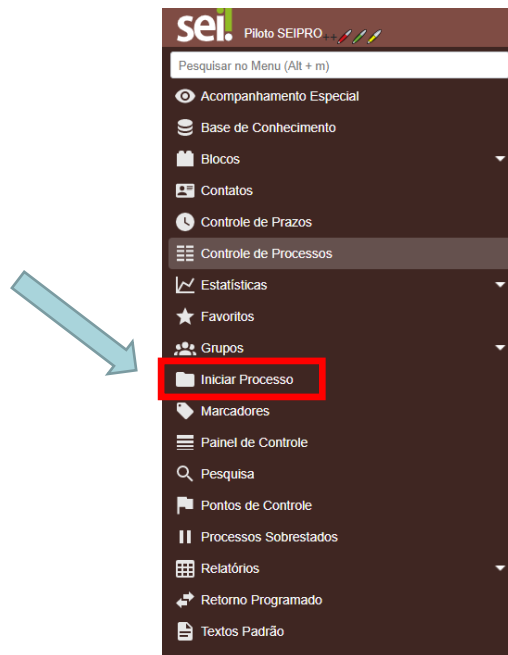 sei! Piloto SEIPRO++
Pesquisar no Menu (Alt + m)
Acompanhamento Especial
Base de Conhecimento
Blocos
Contatos
Controle de Prazos
Controle de Processos
Estatísticas
Favoritos
Grupos
Iniciar Processo
Marcadores
Painel de Controle
Pesquisa
Pontos de Controle
Processos Sobrestados
Relatórios
Retorno Programado
Textos Padrão